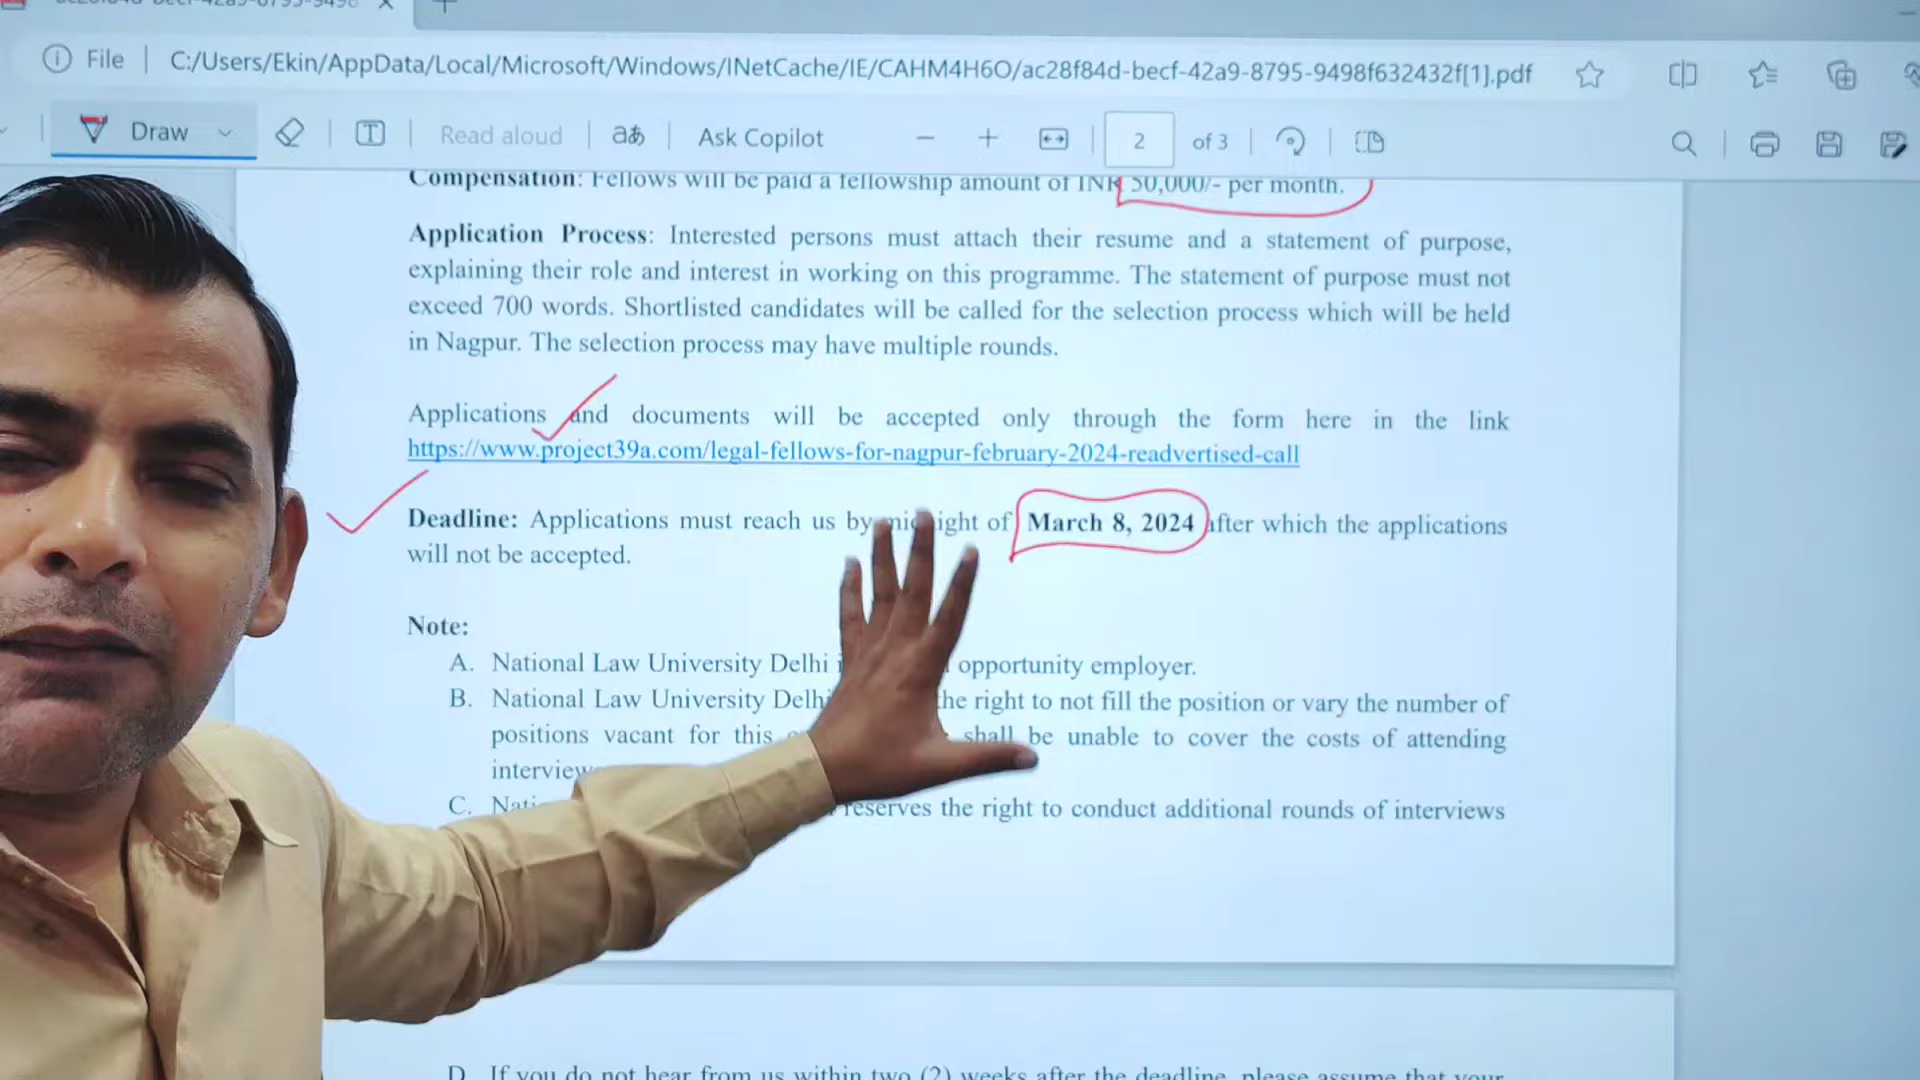 File
C:/Users/Ekin/AppData/Local/Microsoft/Windows/INetCache/IE/CAHM4H6O/ac28f84d-becf-42a9-8795-9498f632432f[1].pdf
Draw
Read aloud
aあ
Ask Copilot
2 of 3
Compensation: Fellows will be paid a fellowship amount of INR 50,000/- per month.
Application Process: Interested persons must attach their resume and a statement of purpose,
explaining their role and interest in working on this programme. The statement of purpose must not
exceed 700 words. Shortlisted candidates will be called for the selection process which will be held
in Nagpur. The selection process may have multiple rounds.
Applications and documents will be accepted only through the form here in the link
https://www.project39a.com/legal-fellows-for-nagpur-february-2024-readvertised-call
Deadline: Applications must reach us by midnight of March 8, 2024 after which the applications
will not be accepted.
Note:
A. National Law University Delhi opportunity employer.
B. National Law University Delhi the right to not fill the position or vary the number of
positions vacant for this shall be unable to cover the costs of attending
interview
C. reserves the right to conduct additional rounds of interviews
D. If you do not hear from us within two (2) weeks after the deadline, please assume that your